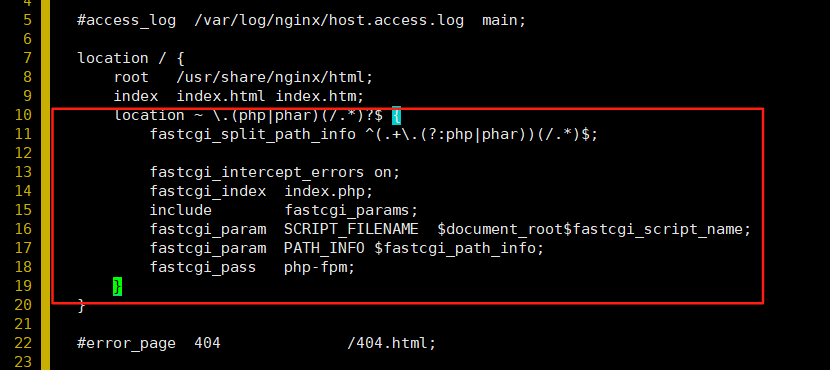 4
5 #access_log /var/log/nginx/host.access.log main;
6
7 location / {
8 root /usr/share/nginx/html;
9 index index.html index.htm;
10 location ~ \.(php|phar)(/.*)?$ {
11 fastcgi_split_path_info ^(.+\.(?:php|phar))(/.*)$;
12
13 fastcgi_intercept_errors on;
14 fastcgi_index index.php;
15 include fastcgi_params;
16 fastcgi_param SCRIPT_FILENAME $document_root$fastcgi_script_name;
17 fastcgi_param PATH_INFO $fastcgi_path_info;
18 fastcgi_pass php-fpm;
19 }
20 }
21
22 #error_page 404 /404.html;
23